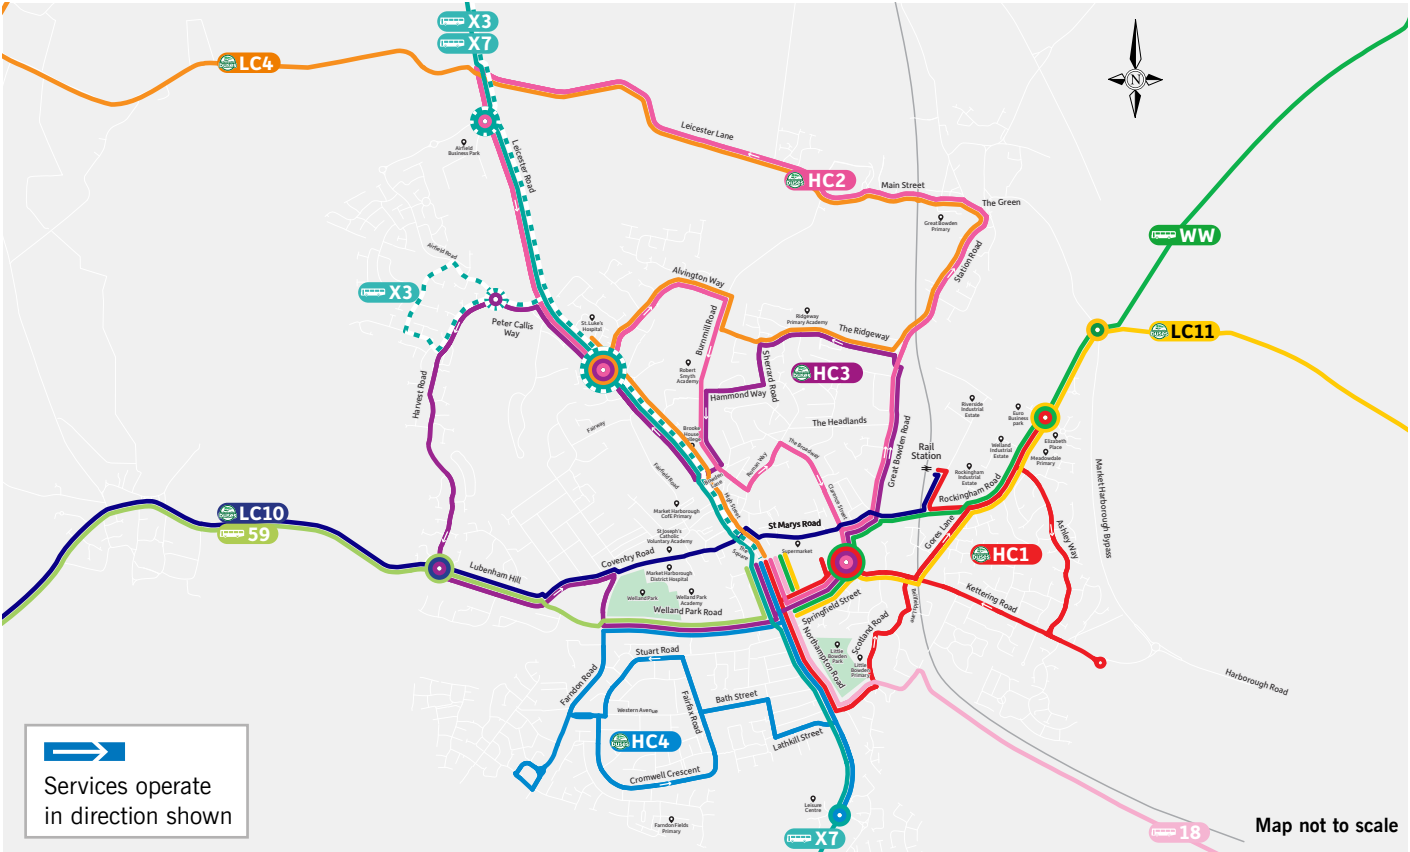 X3
X7
LC4
Leicester Lane
HC2
Main Street
The Green
Great Bowden
Primary
N
WW
Airfield
Business Park
Leicester Road
Airfield Road
X3
Peter Callis
Way
St. Luke's
Hospital
Alvington Way
Station Road
Burnmill Road
Ridgeway
Primary Academy
The Ridgeway
LC11
Robert
Smyth
Academy
Sherrard Road
HC3
Hammond Way
Harvest Road
Fairway
Brooke
House
College
The Headlands
Great Bowden Road
Rail
Station
Riverside
Industrial
Estate
Euro
Business
park
Welland
Industrial
Estate
Elizabeth
Place
Meadowdale
Primary
Rockingham
Industrial
Estate
Rockingham Road
Market Harborough Bypass
The Broadway
Roman Way
Fairfield Road
High Street
Clarence Street
LC10
59
Market Harborough
CofE Primary
St Joseph's
Catholic
Voluntary Academy
St Marys Road
The
Square
Supermarket
Gores Lane
HC1
Ashley Way
Coventry Road
Lubenham Hill
Market Harborough
District Hospital
Welland Park
Welland Park
Academy
Welland Park Road
Springfield Street
Kettering Road
Northampton Road
Scotland Road
Little
Bowden
Park
Little
Bowden
Primary
Harborough Road
Stuart Road
Farndon Road
Western Avenue
Fairfax Road
Bath Street
HC4
Lathkill Street
Cromwell Crescent
Leisure
Centre
Farndon Fields
Primary
X7
18
Services operate
in direction shown
Map not to scale